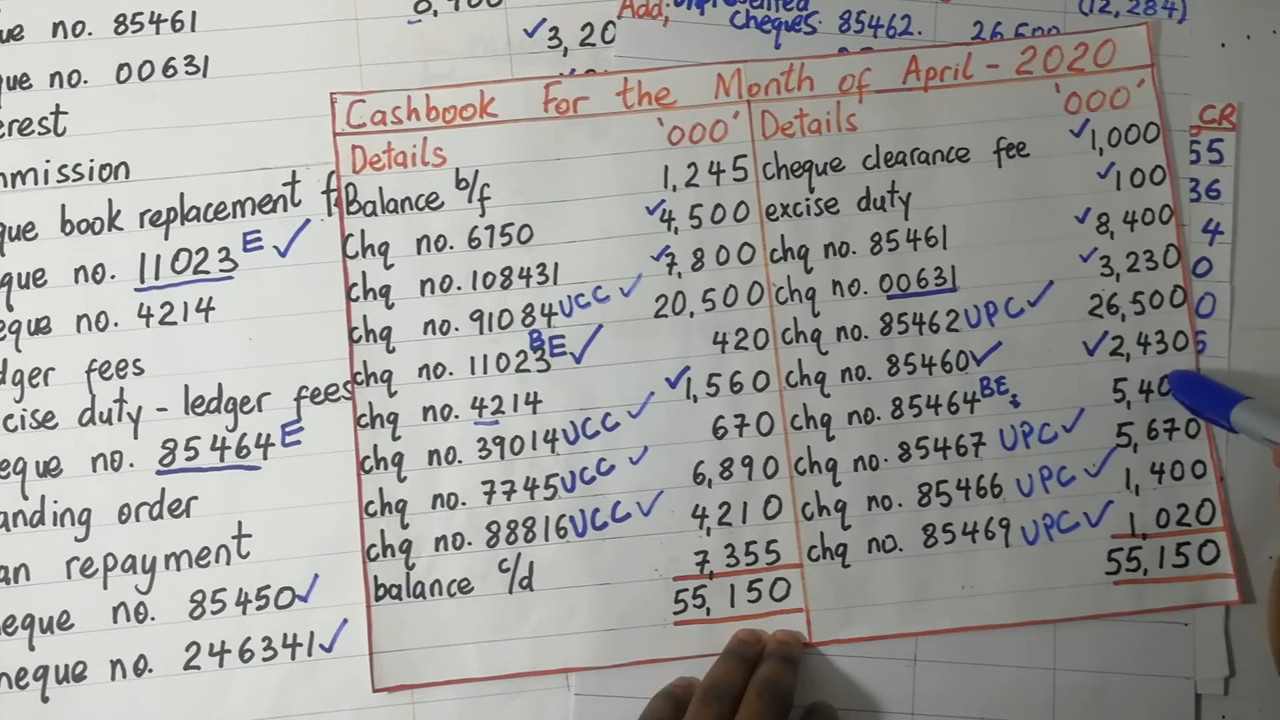 ue no. 85461
que no. 00631
erest
mmission
que book replacement f
que no. 11023 E ✓
eque no. 4214
dger fees
cise duty - ledger fees
eque no. 85464 E
anding order
an repayment
eque no. 85450 ✓
heque no. 246341 ✓
✓3,20
Add; unpresented
cheques. 85462. 26,500
(12,284)
Cashbook For the Month of April - 2020
Details '000' Details '000'
Balance b/f 1,245 cheque clearance fee ✓1,000
Chq no. 6750 ✓4,500 excise duty ✓100
chq no. 108431 ✓7,800 chq no. 85461 ✓8,400
chq no. 91084 UCC ✓ 20,500 chq no. 00631 ✓3,230
chq no. 11023 BE ✓ 420 chq no. 85462 UPC ✓ 26,500
chq no. 4214 ✓1,560 chq no. 85460 ✓ ✓2,430
chq no. 39014 UCC ✓ 670 chq no. 85464 BE 5,40
chq no. 7745 UCC ✓ 6,890 chq no. 85467 UPC ✓ 5,670
chq no. 88816 UCC ✓ 4,210 chq no. 85466 UPC ✓ 1,400
balance c/d 7,355 chq no. 85469 UPC ✓ 1,020
55,150 55,150
CR
55
36
4
0
0
5